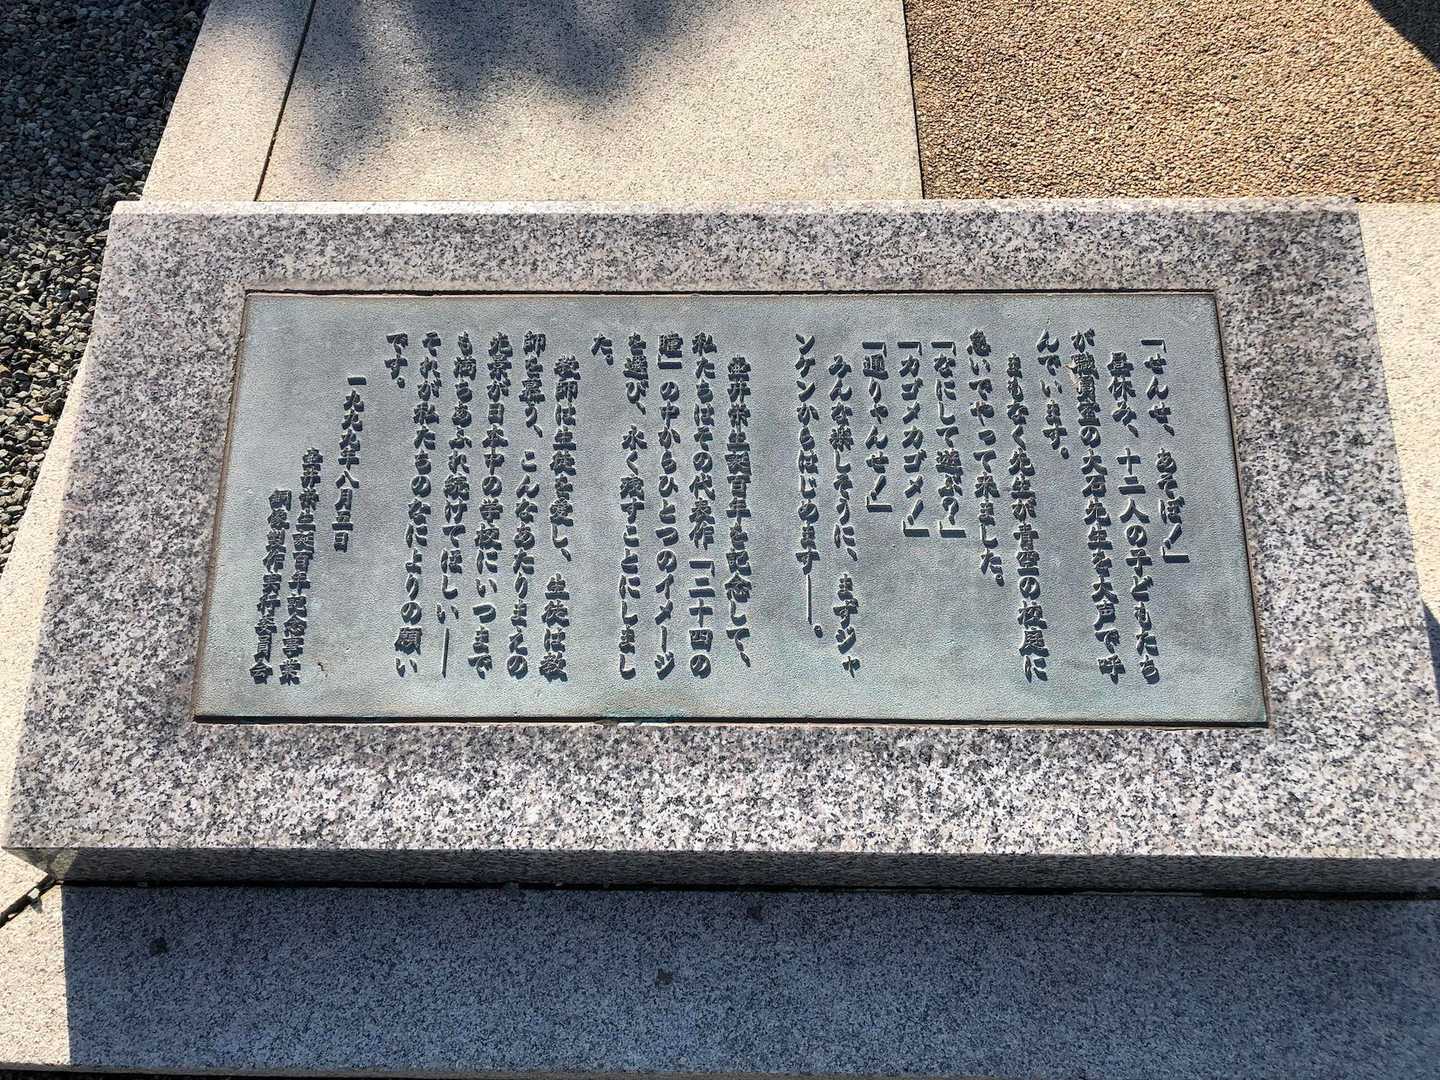 「せんせ、あそぼ！」
昼休み、十二人の子どもたち
が職員室の大石先生を大声で呼
んでいます。
まもなく先生が青空の校庭に
急いでやって来ました。
「なにして遊ぶ？」
「カゴメカゴメ！」
「通りゃんせ！」
みんな楽しそうに、まずジャ
ンケンからはじめます――。
壺井栄生誕百年を記念して、
私たちはその代表作「二十四の
瞳」の中からひとつのイメージ
を選び、永く残すことにしまし
た。
教師は生徒を愛し、生徒は教
師を慕う、こんなあたりまえの
光景が日本中の学校にいつまで
も満ちあふれ続けてほしい――
それが私たちのなによりの願い
です。
一九九九年八月五日
壺井栄生誕百年記念事業
銅像制作実行委員会